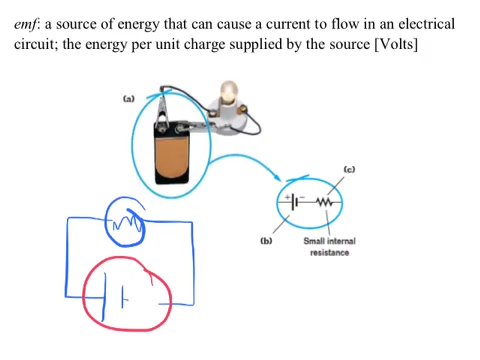 emf: a source of energy that can cause a current to flow in an electrical
circuit; the energy per unit charge supplied by the source [Volts]
(a)
(c)
+ −
(b)
Small internal
resistance